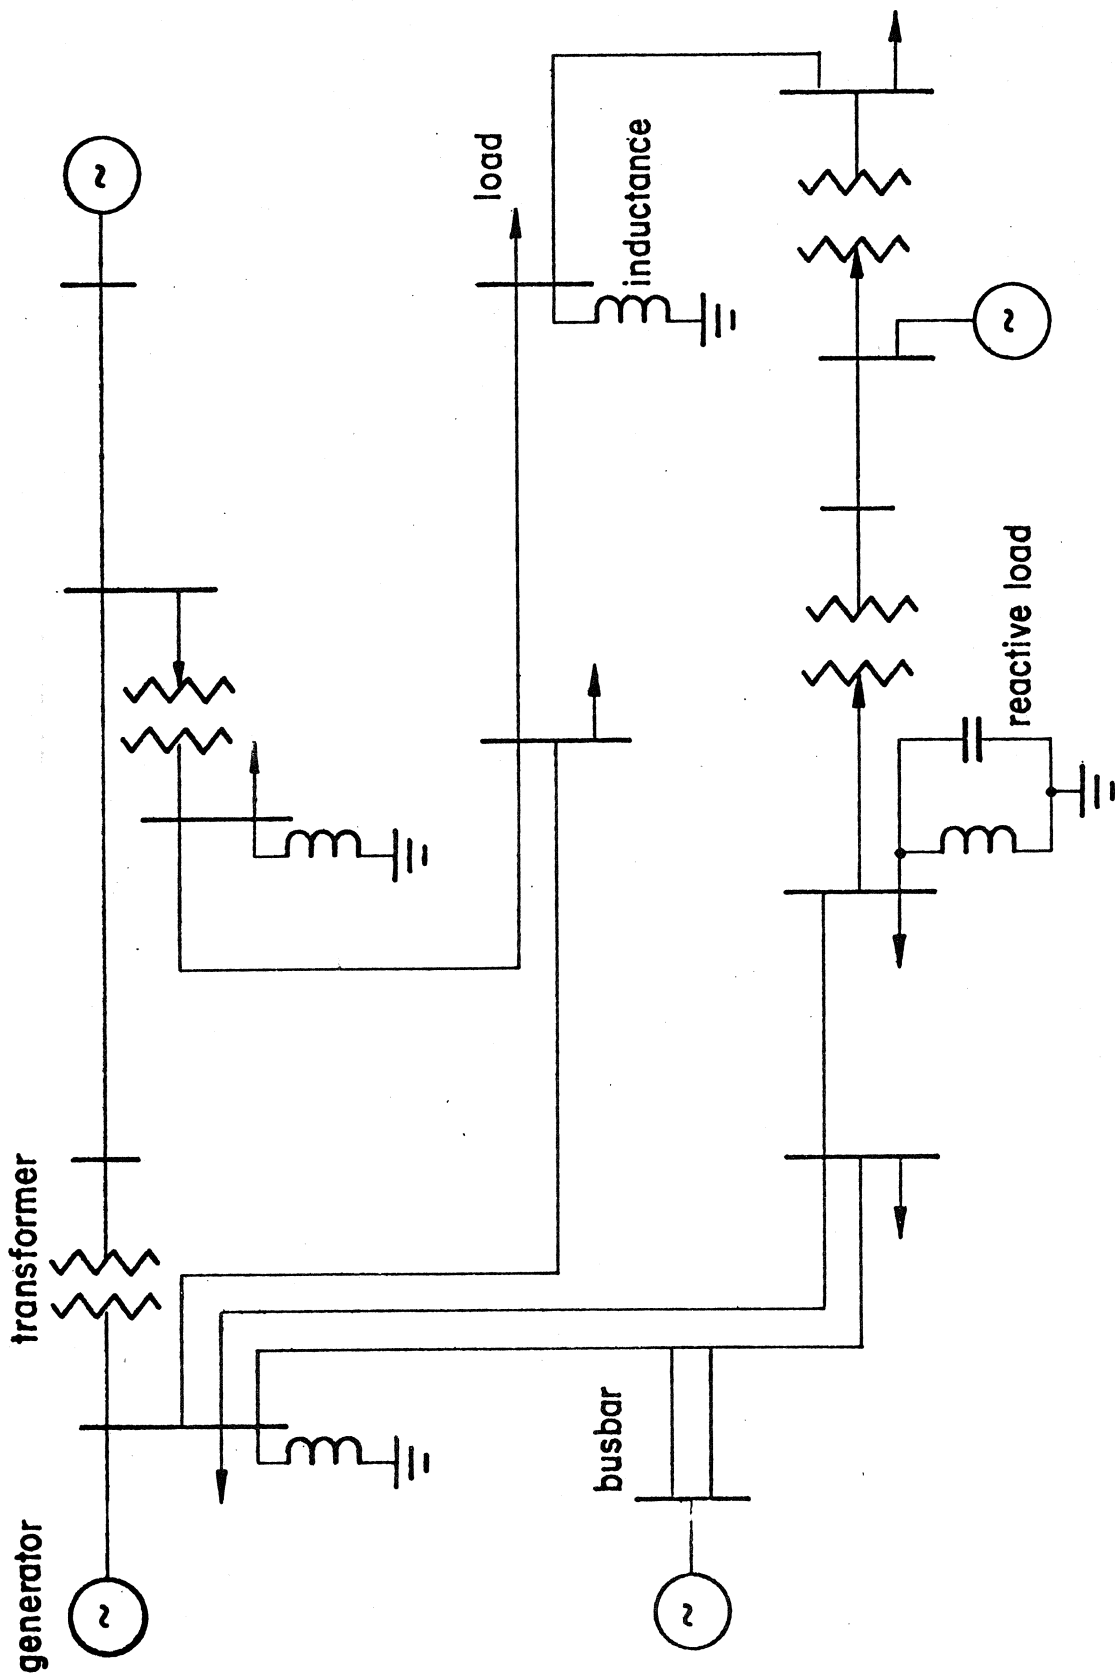 generator
transformer
busbar
load
inductance
reactive load